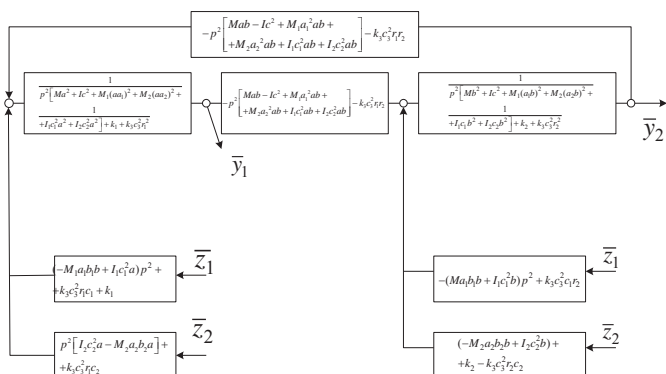 −p²[Mab − Ic² + M₁a₁²ab +
+M₂a₂²ab + I₁c₁²ab + I₂c₂²ab] − k₃c₃²r₁r₂
1
p²[Ma² + Ic² + M₁(aa₁)² + M₂(aa₂)² +
1
+I₁c₁²a² + I₂c₂²a²] + k₁ + k₃c₃²r₁²
−p²[Mab − Ic² + M₁a₁²ab +
+M₂a₂²ab + I₁c₁²ab + I₂c₂²ab] − k₃c₃²r₁r₂
1
p²[Mb² + Ic² + M₁(a₁b)² + M₂(a₂b)² +
1
+I₁c₁²b² + I₂c₂b²] + k₂ + k₃c₃²r₂²
y̅₁
y̅₂
(−M₁a₁b₁b + I₁c₁²a)p² +
+k₃c₃²r₁c₁ + k₁
z̅₁
−(Ma₁b₁b + I₁c₁²b)p² + k₃c₃²c₁r₂
z̅₁
p²[I₂c₂²a − M₂a₂b₂a] +
+k₃c₃²r₁c₂
z̅₂
(−M₂a₂b₂b + I₂c₂²b) +
+k₂ − k₃c₃²r₂c₂
z̅₂